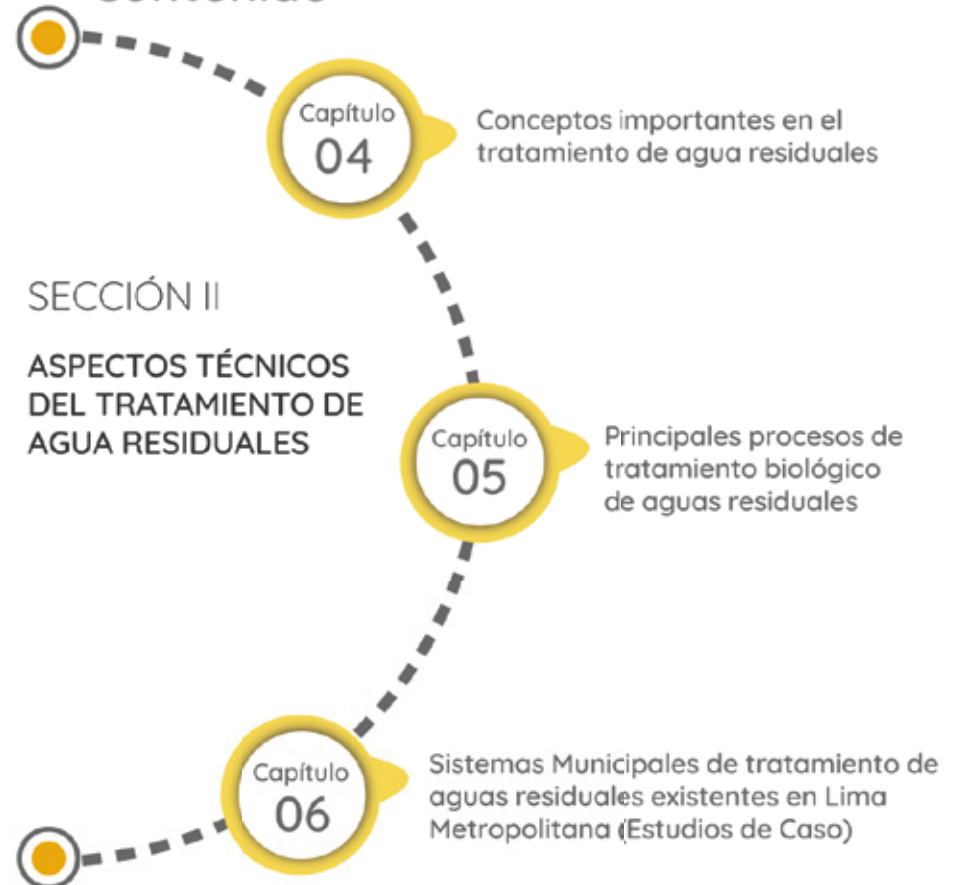 Capítulo
04
Conceptos importantes en el
tratamiento de agua residuales
SECCIÓN II
ASPECTOS TÉCNICOS
DEL TRATAMIENTO DE
AGUA RESIDUALES
Capítulo
05
Principales procesos de
tratamiento biológico
de aguas residuales
Capítulo
06
Sistemas Municipales de tratamiento de
aguas residuales existentes en Lima
Metropolitana (Estudios de Caso)